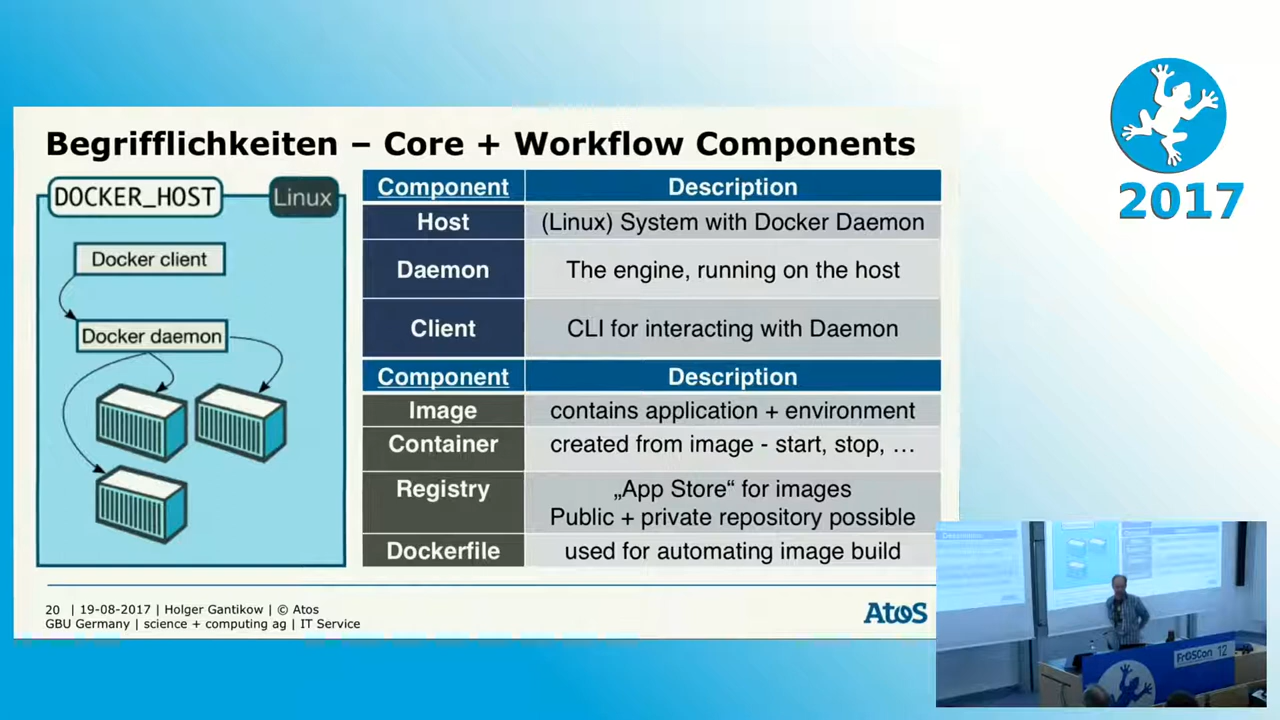 Begrifflichkeiten – Core + Workflow Components
DOCKER_HOST
Linux
Docker client
Docker daemon
Component Description
Host (Linux) System with Docker Daemon
Daemon The engine, running on the host
Client CLI for interacting with Daemon
Component Description
Image contains application + environment
Container created from image - start, stop, …
Registry „App Store“ for images
Public + private repository possible
Dockerfile used for automating image build
20 | 19-08-2017 | Holger Gantikow | © Atos
GBU Germany | science + computing ag | IT Service
Atos
2017
FrOSCon 12